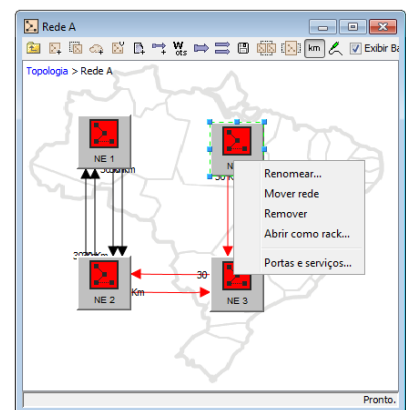 Rede A
W
ots
km
Exibir Ba
Topologia > Rede A
NE 1
N
Renomear...
Mover rede
Remover
Abrir como rack...
Portas e serviços...
30
Km
NE 2
NE 3
Pronto.